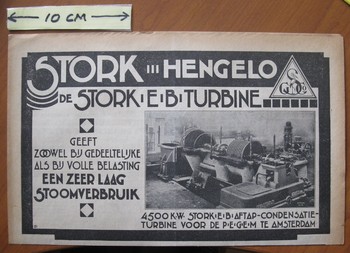 10 CM
STORK HENGELO
DE STORK·E·B·TURBINE
GEEFT
ZOOWEL BIJ GEDEELTELIJKE
ALS BIJ VOLLE BELASTING
EEN ZEER LAAG
STOOMVERBRUIK
4500 K.W. STORK·E·B·AFTAP-CONDENSATIE-
TURBINE VOOR DE P·E·G·E·M TE AMSTERDAM